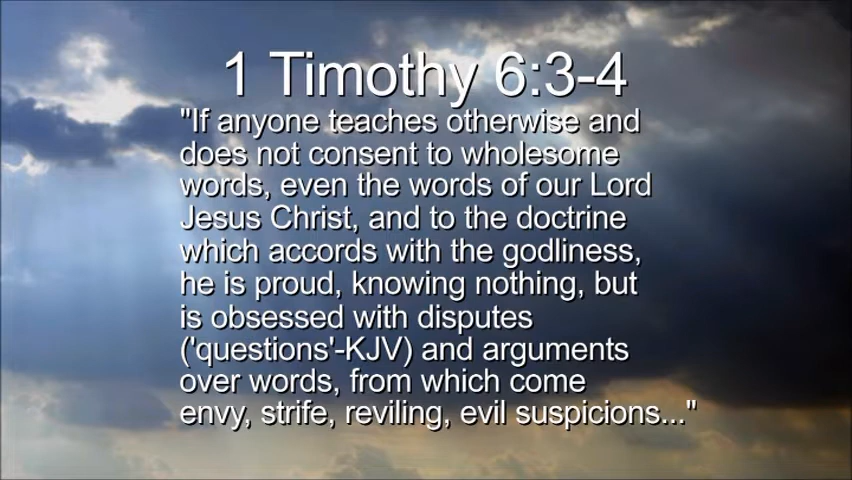 1 Timothy 6:3-4
"If anyone teaches otherwise and
does not consent to wholesome
words, even the words of our Lord
Jesus Christ, and to the doctrine
which accords with the godliness,
he is proud, knowing nothing, but
is obsessed with disputes
('questions'-KJV) and arguments
over words, from which come
envy, strife, reviling, evil suspicions..."